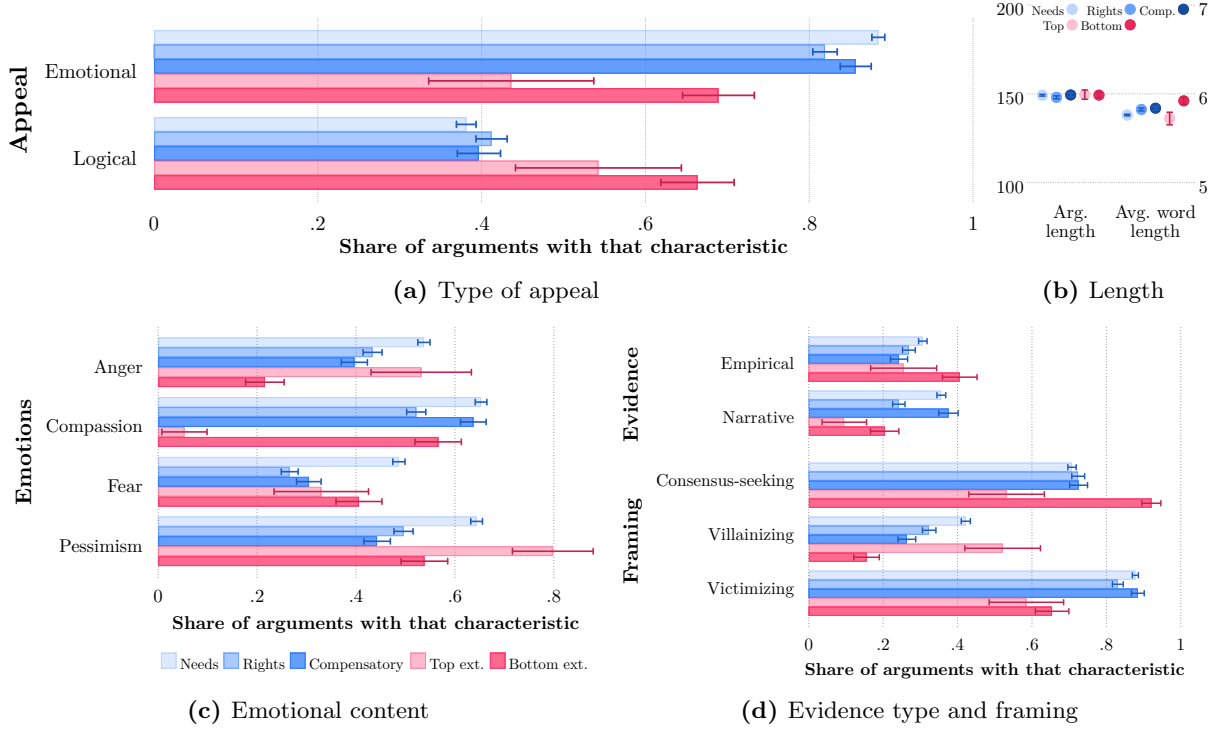 Appeal
Emotional
Logical
0 .2 .4 .6 .8 1
Share of arguments with that characteristic
(a) Type of appeal
200 7
Needs Rights Comp.
Top Bottom
150 6
100 5
Arg. length
Avg. word length
(b) Length
Emotions
Anger
Compassion
Fear
Pessimism
0 .2 .4 .6 .8
Share of arguments with that characteristic
Needs Rights Compensatory Top ext. Bottom ext.
(c) Emotional content
Evidence
Empirical
Narrative
Framing
Consensus-seeking
Villainizing
Victimizing
0 .2 .4 .6 .8 1
Share of arguments with that characteristic
(d) Evidence type and framing